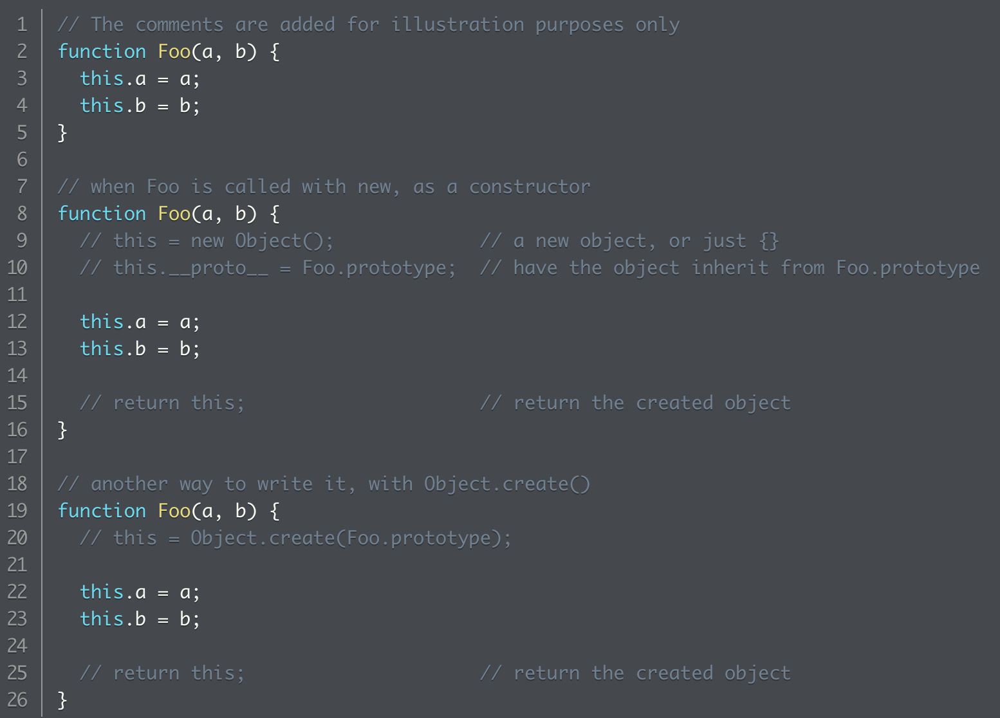 1 // The comments are added for illustration purposes only
2 function Foo(a, b) {
3   this.a = a;
4   this.b = b;
5 }
6
7 // when Foo is called with new, as a constructor
8 function Foo(a, b) {
9   // this = new Object();             // a new object, or just {}
10   // this.__proto__ = Foo.prototype;  // have the object inherit from Foo.prototype
11
12   this.a = a;
13   this.b = b;
14
15   // return this;                     // return the created object
16 }
17
18 // another way to write it, with Object.create()
19 function Foo(a, b) {
20   // this = Object.create(Foo.prototype);
21
22   this.a = a;
23   this.b = b;
24
25   // return this;                     // return the created object
26 }